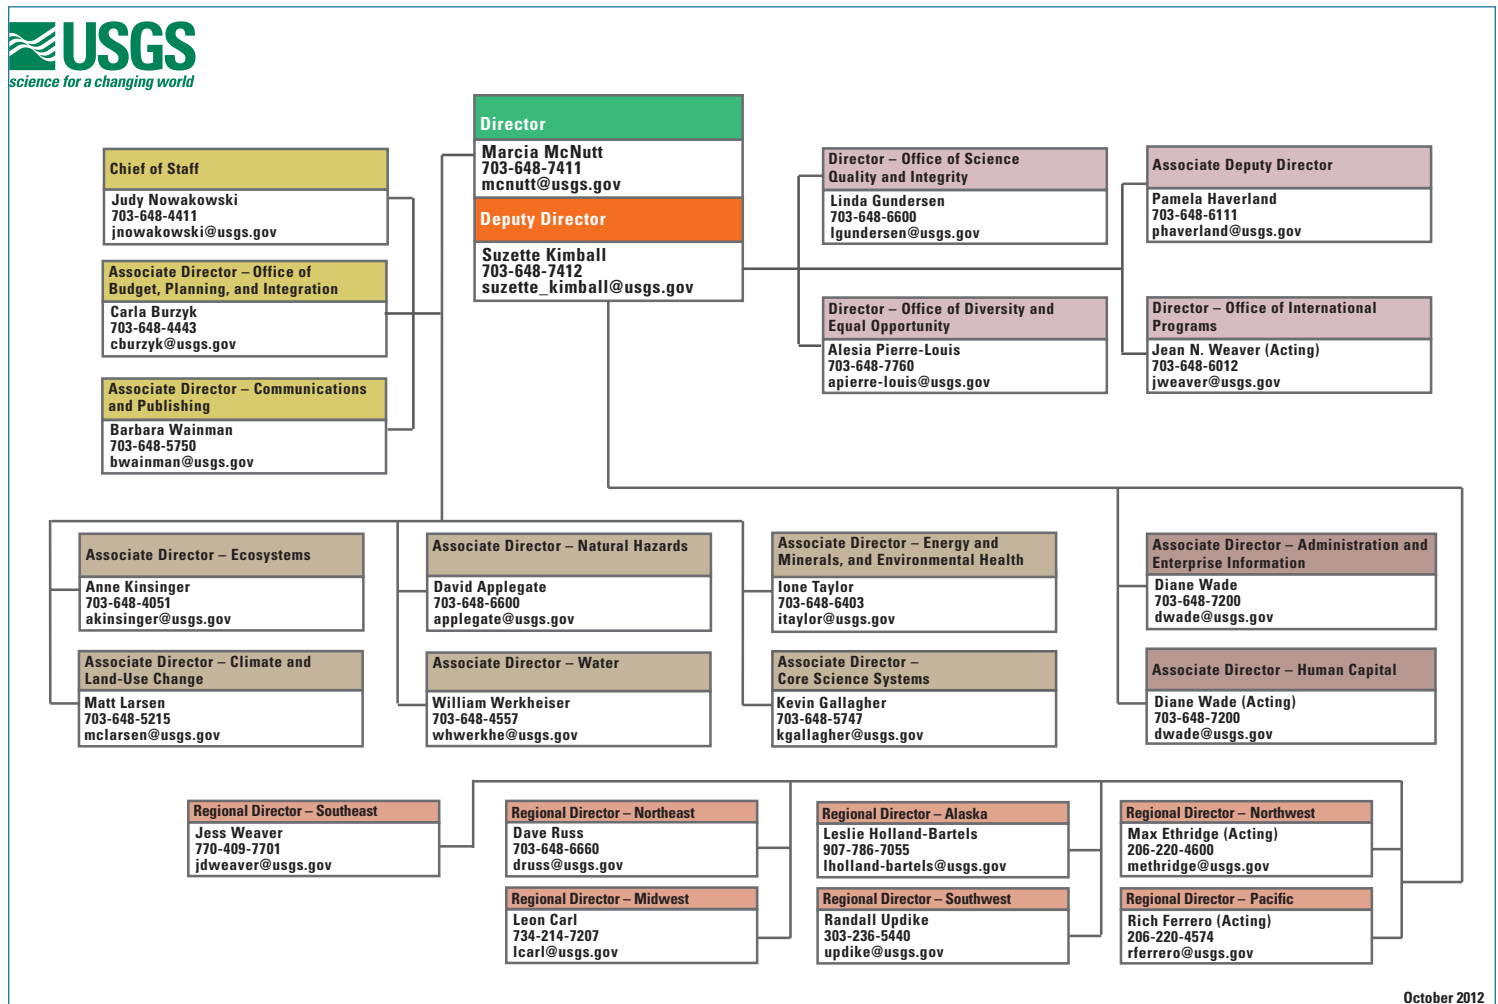 USGS
science for a changing world
Director
Marcia McNutt
703-648-7411
mcnutt@usgs.gov
Deputy Director
Suzette Kimball
703-648-7412
suzette_kimball@usgs.gov
Chief of Staff
Judy Nowakowski
703-648-4411
jnowakowski@usgs.gov
Associate Director – Office of
Budget, Planning, and Integration
Carla Burzyk
703-648-4443
cburzyk@usgs.gov
Associate Director – Communications
and Publishing
Barbara Wainman
703-648-5750
bwainman@usgs.gov
Director – Office of Science
Quality and Integrity
Linda Gundersen
703-648-6600
lgundersen@usgs.gov
Associate Deputy Director
Pamela Haverland
703-648-6111
phaverland@usgs.gov
Director – Office of Diversity and
Equal Opportunity
Alesia Pierre-Louis
703-648-7760
apierre-louis@usgs.gov
Director – Office of International
Programs
Jean N. Weaver (Acting)
703-648-6012
jweaver@usgs.gov
Associate Director – Ecosystems
Anne Kinsinger
703-648-4051
akinsinger@usgs.gov
Associate Director – Natural Hazards
David Applegate
703-648-6600
applegate@usgs.gov
Associate Director – Energy and
Minerals, and Environmental Health
Ione Taylor
703-648-6403
itaylor@usgs.gov
Associate Director – Administration and
Enterprise Information
Diane Wade
703-648-7200
dwade@usgs.gov
Associate Director – Climate and
Land-Use Change
Matt Larsen
703-648-5215
mclarsen@usgs.gov
Associate Director – Water
William Werkheiser
703-648-4557
whwerkhe@usgs.gov
Associate Director –
Core Science Systems
Kevin Gallagher
703-648-5747
kgallagher@usgs.gov
Associate Director – Human Capital
Diane Wade (Acting)
703-648-7200
dwade@usgs.gov
Regional Director – Southeast
Jess Weaver
770-409-7701
jdweaver@usgs.gov
Regional Director – Northeast
Dave Russ
703-648-6660
druss@usgs.gov
Regional Director – Alaska
Leslie Holland-Bartels
907-786-7055
lholland-bartels@usgs.gov
Regional Director – Northwest
Max Ethridge (Acting)
206-220-4600
methridge@usgs.gov
Regional Director – Midwest
Leon Carl
734-214-7207
lcarl@usgs.gov
Regional Director – Southwest
Randall Updike
303-236-5440
updike@usgs.gov
Regional Director – Pacific
Rich Ferrero (Acting)
206-220-4574
rferrero@usgs.gov
October 2012